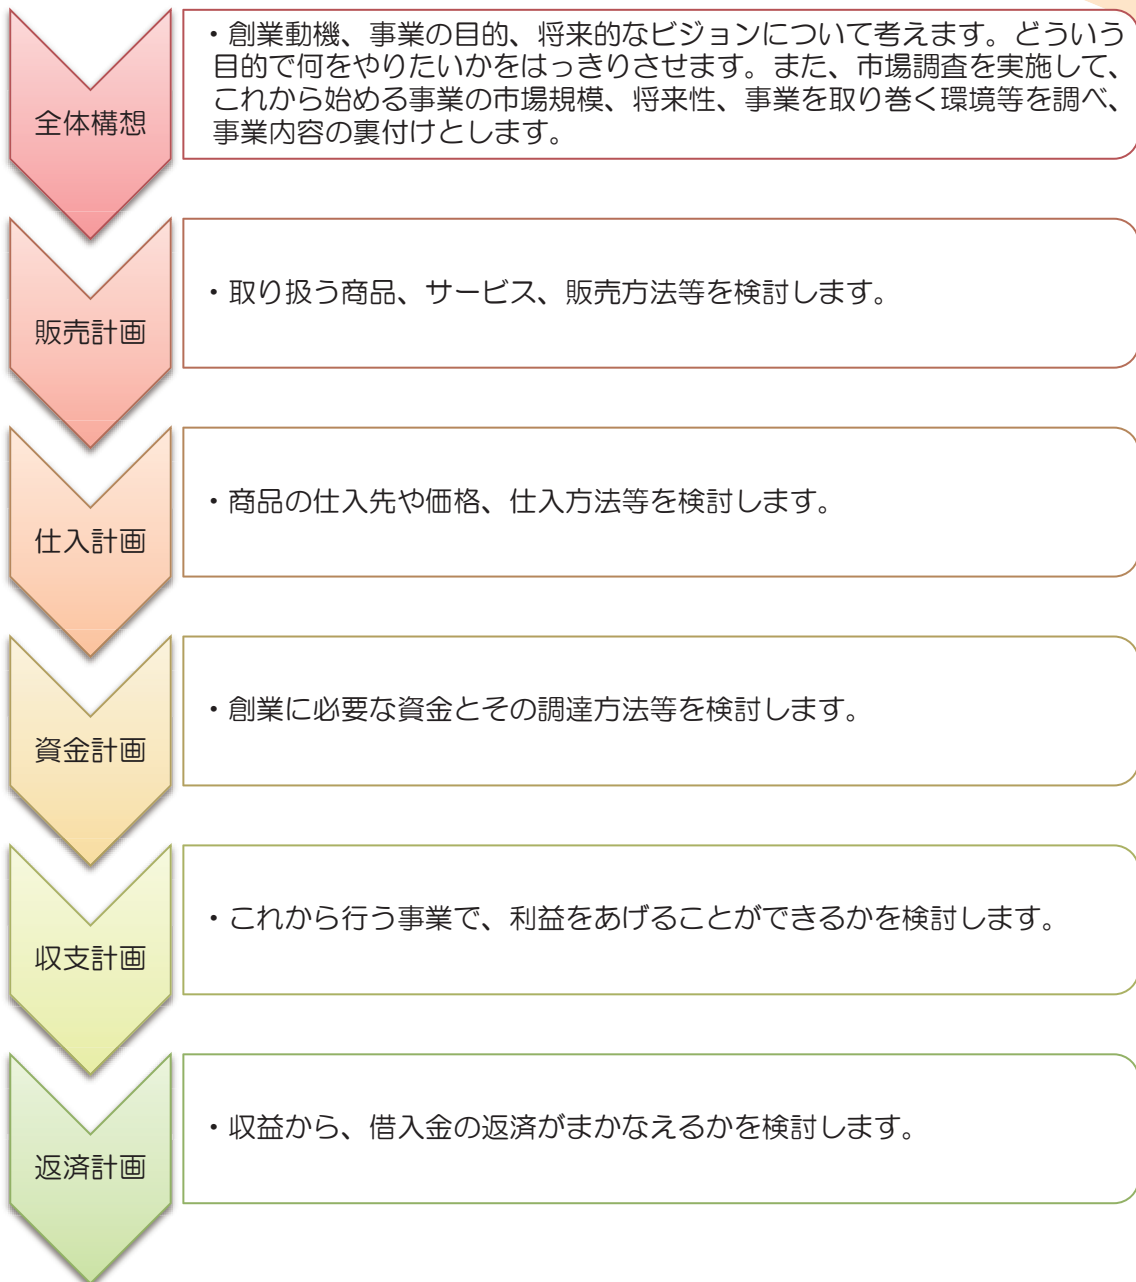 全体構想
・創業動機、事業の目的、将来的なビジョンについて考えます。どういう
目的で何をやりたいかをはっきりさせます。また、市場調査を実施して、
これから始める事業の市場規模、将来性、事業を取り巻く環境等を調べ、
事業内容の裏付けとします。
販売計画
・取り扱う商品、サービス、販売方法等を検討します。
仕入計画
・商品の仕入先や価格、仕入方法等を検討します。
資金計画
・創業に必要な資金とその調達方法等を検討します。
収支計画
・これから行う事業で、利益をあげることができるかを検討します。
返済計画
・収益から、借入金の返済がまかなえるかを検討します。